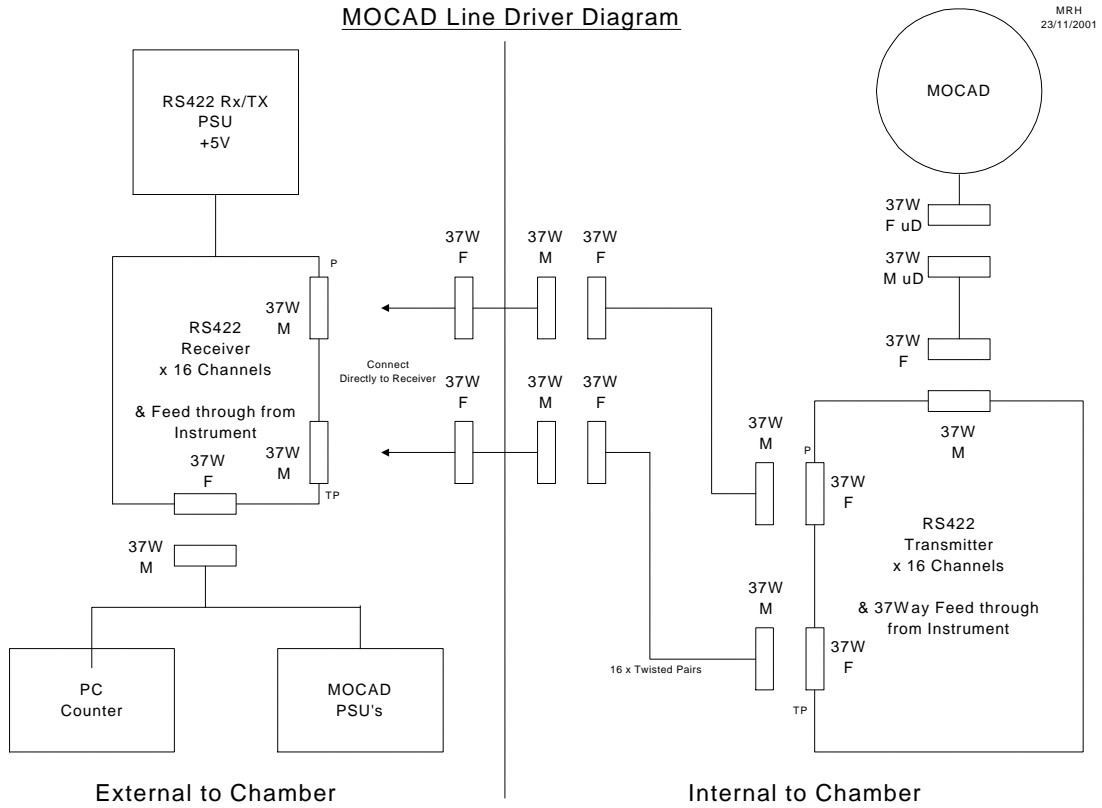 MOCAD Line Driver Diagram
MRH
23/11/2001
RS422 Rx/TX
PSU
+5V
MOCAD
37W
F uD
37W
M uD
37W
F
37W
M
37W
F
37W
M
37W
F
P
37W
M
RS422
Receiver
x 16 Channels
& Feed through from
Instrument
37W
M
TP
37W
F
Connect
Directly to Receiver
37W
F
37W
M
37W
F
37W
M
P
37W
F
RS422
Transmitter
x 16 Channels
& 37Way Feed through
from Instrument
37W
M
37W
F
TP
16 x Twisted Pairs
37W
M
PC
Counter
MOCAD
PSU's
External to Chamber
Internal to Chamber